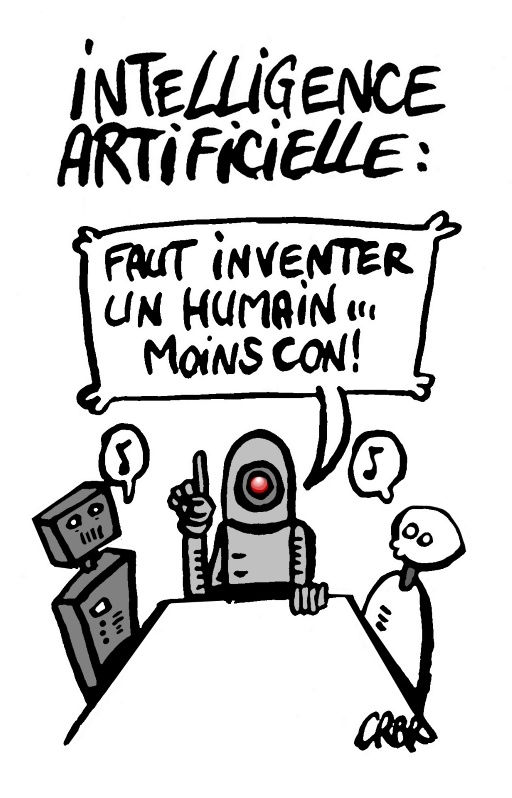 INTELLIGENCE
ARTIFICIELLE:
FAUT INVENTER
UN HUMAIN...
MOINS CON!
CRBR